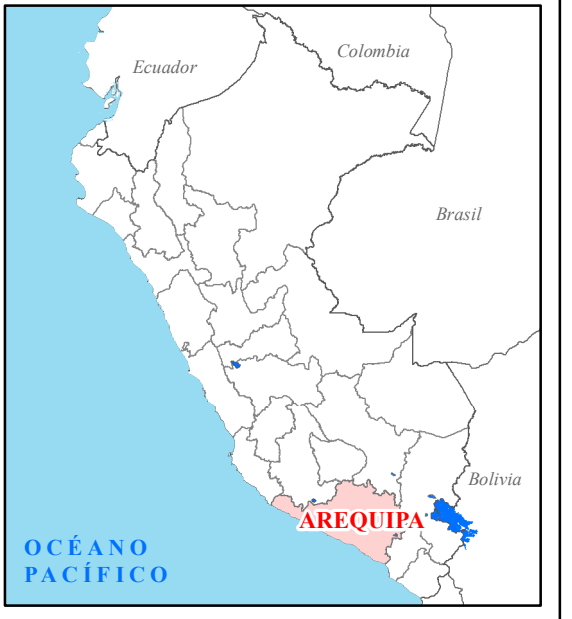 Colombia
Ecuador
Brasil
Bolivia
AREQUIPA
OCÉANO
PACÍFICO